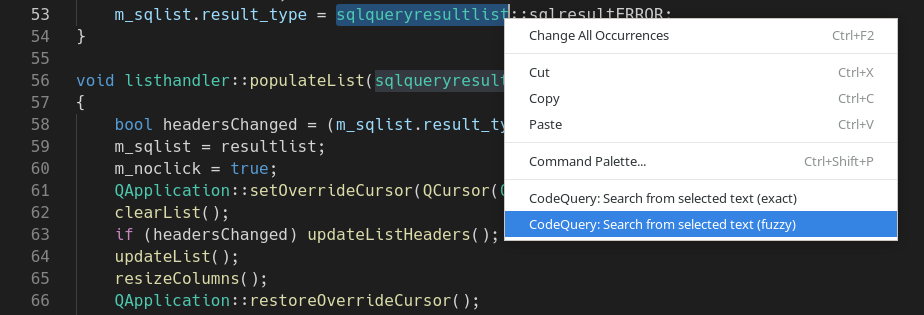 53 m_sqlist.result_type = sqlqueryresultlist::sqlresultERROR;
54 }
55
56 void listhandler::populateList(sqlqueryresult
57 {
58 bool headersChanged = (m_sqlist.result_ty
59 m_sqlist = resultlist;
60 m_noclick = true;
61 QApplication::setOverrideCursor(QCursor(
62 clearList();
63 if (headersChanged) updateListHeaders();
64 updateList();
65 resizeColumns();
66 QApplication::restoreOverrideCursor();
Change All Occurrences Ctrl+F2
Cut Ctrl+X
Copy Ctrl+C
Paste Ctrl+V
Command Palette... Ctrl+Shift+P
CodeQuery: Search from selected text (exact)
CodeQuery: Search from selected text (fuzzy)